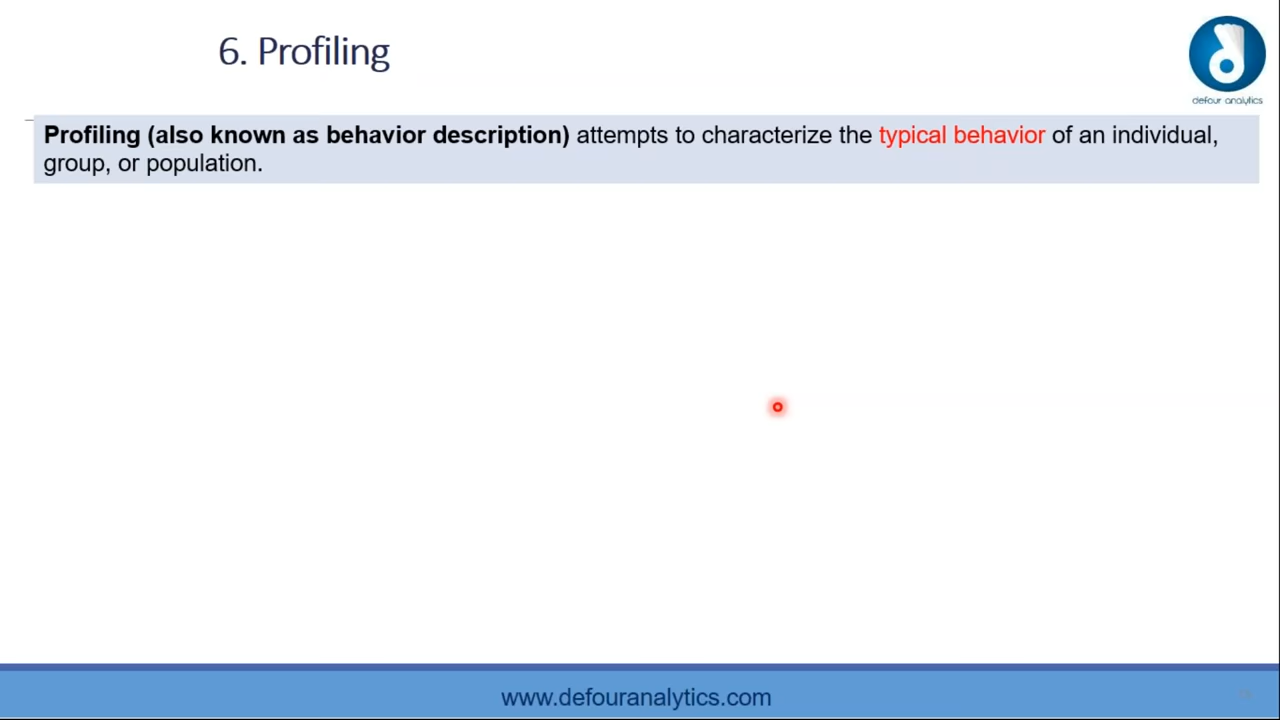 6. Profiling
defour analytics
Profiling (also known as behavior description) attempts to characterize the typical behavior of an individual,
group, or population.
www.defouranalytics.com